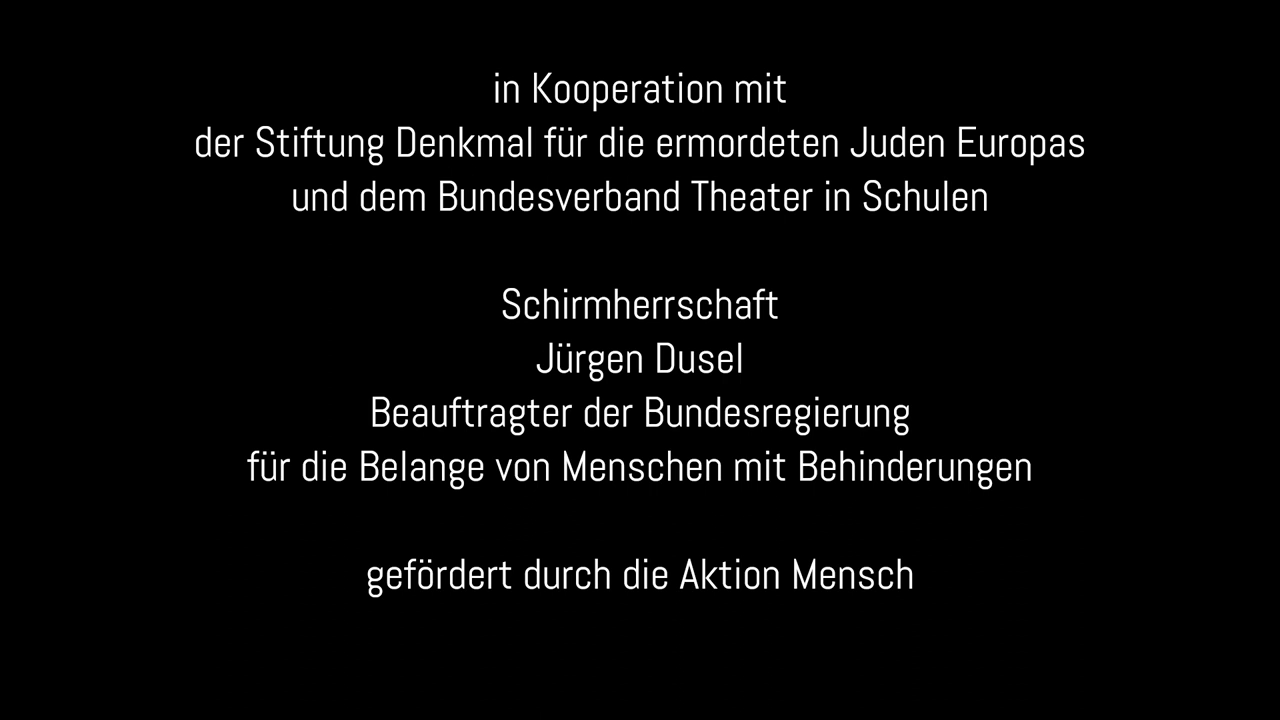 in Kooperation mit
der Stiftung Denkmal für die ermordeten Juden Europas
und dem Bundesverband Theater in Schulen
Schirmherrschaft
Jürgen Dusel
Beauftragter der Bundesregierung
für die Belange von Menschen mit Behinderungen
gefördert durch die Aktion Mensch